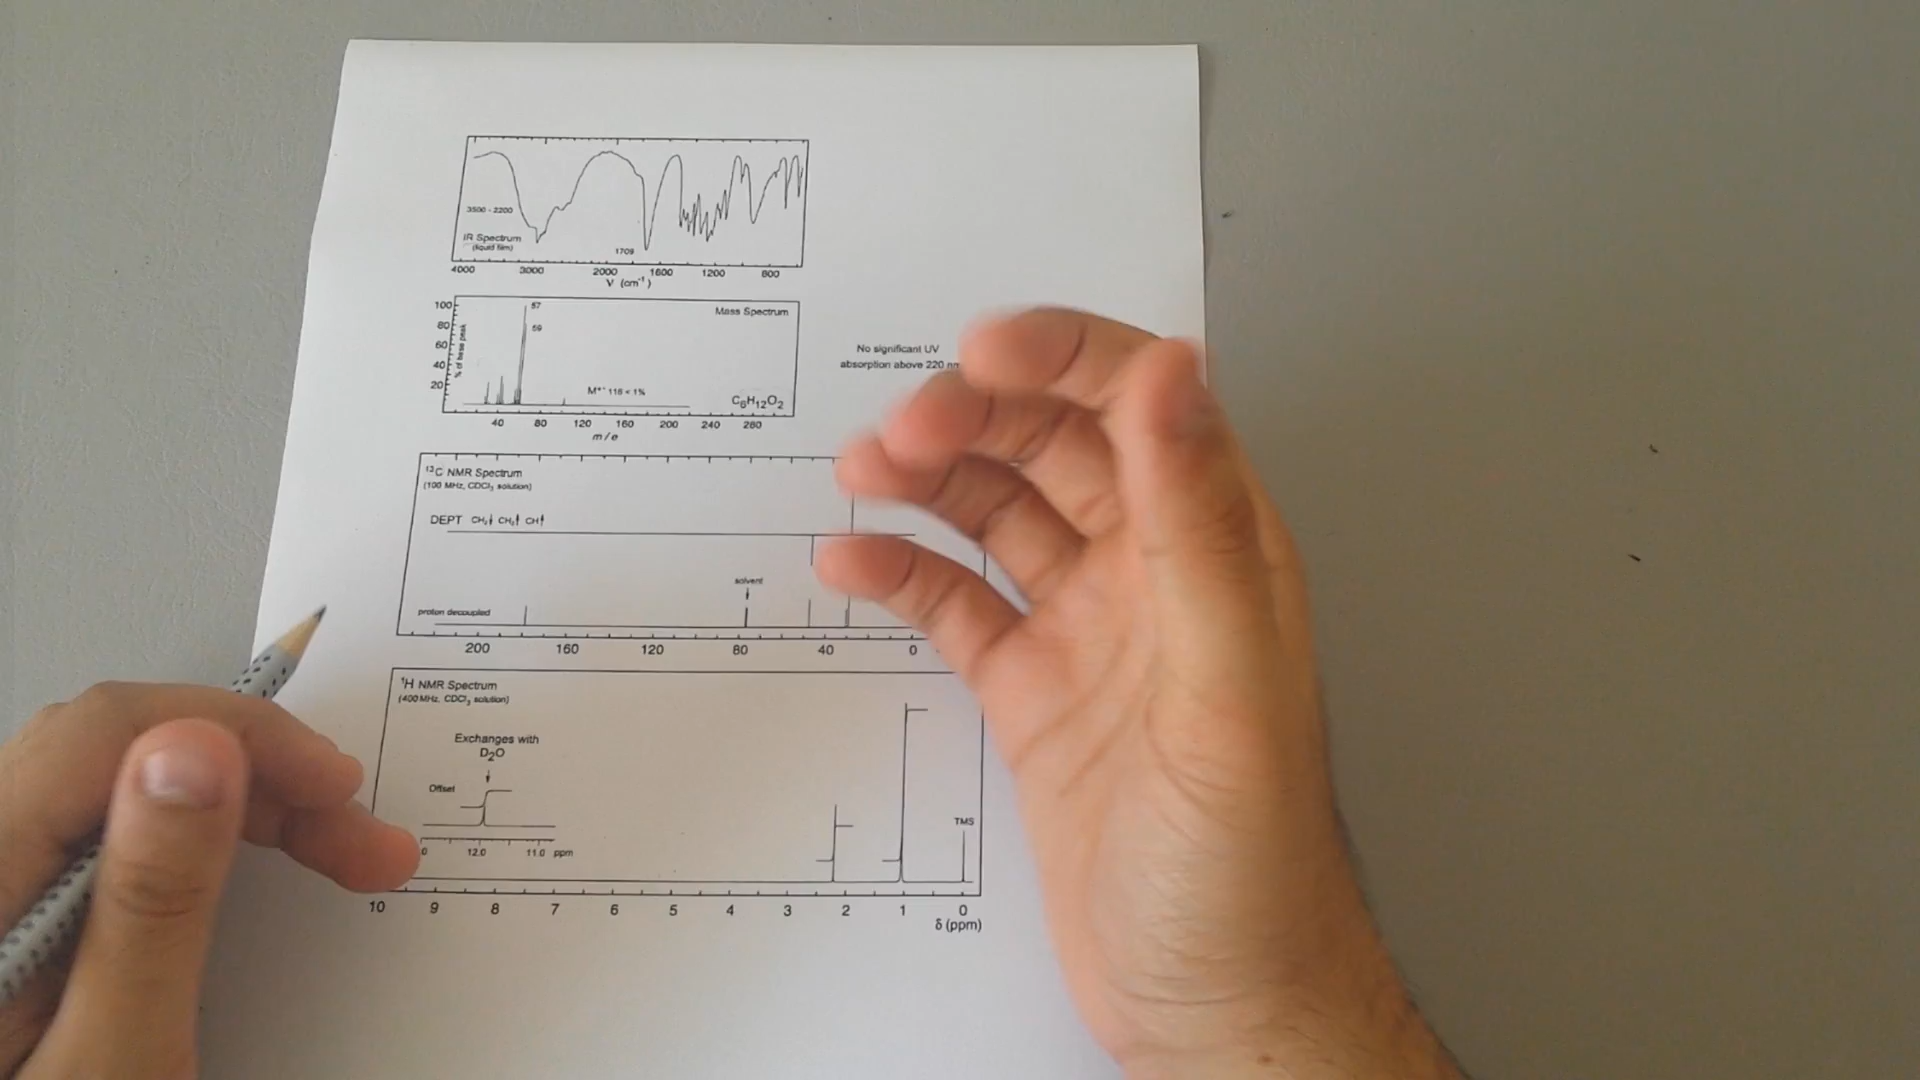 3500 - 2200
IR Spectrum
(liquid film)
1709
4000 3000 2000 1600 1200 800
ν (cm⁻¹)
100
80
60
40
20
% of base peak
57
59
Mass Spectrum
M⁺· 116 < 1%
C₆H₁₂O₂
40 80 120 160 200 240 280
m / e
No significant UV
absorption above 220 nm
¹³C NMR Spectrum
(100 MHz, CDCl₃ solution)
DEPT CH₂ CH₃ CH
solvent
proton decoupled
200 160 120 80 40 0
¹H NMR Spectrum
(400 MHz, CDCl₃ solution)
Exchanges with
D₂O
Offset
12.0 11.0 ppm
TMS
10 9 8 7 6 5 4 3 2 1 0
δ (ppm)